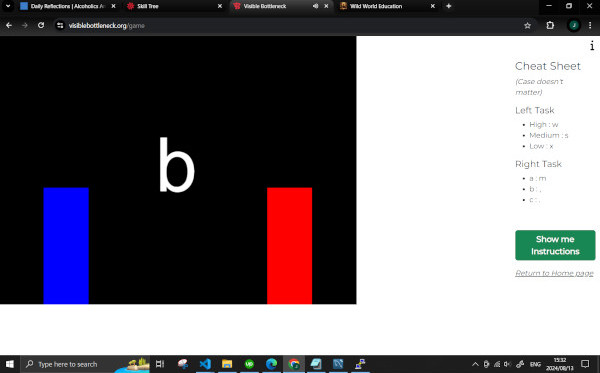 Daily Reflections | Alcoholics A
Skill Tree
Visible Bottleneck
Wild World Education
visiblebottleneck.org/game
J
b
i
Cheat Sheet
(Case doesn't
matter)
Left Task
High : w
Medium : s
Low : x
Right Task
a : m
b : ,
c : .
Show me
Instructions
Return to Home page
Type here to search
ENG
15:32
2024/08/13